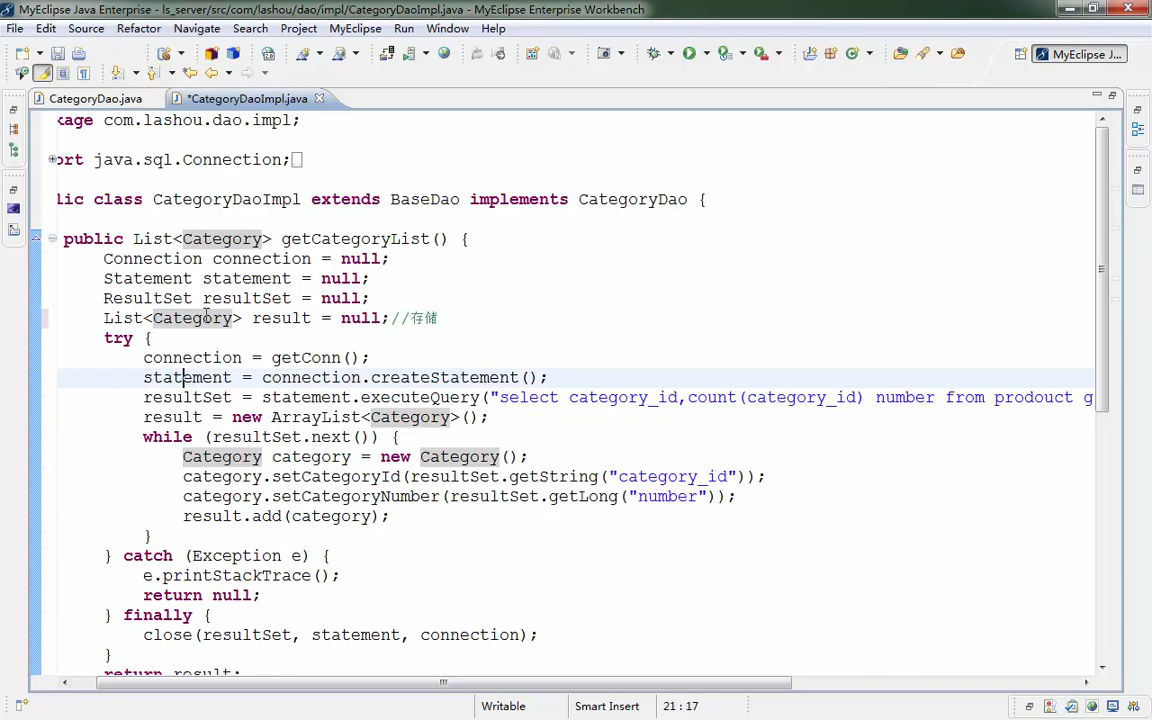 MyEclipse Java Enterprise - ls_server/src/com/lashou/dao/impl/CategoryDaoImpl.java - MyEclipse Enterprise Workbench
File Edit Source Refactor Navigate Search Project MyEclipse Run Window Help
MyEclipse J...
CategoryDao.java *CategoryDaoImpl.java
kage com.lashou.dao.impl;
ort java.sql.Connection;
lic class CategoryDaoImpl extends BaseDao implements CategoryDao {
public List<Category> getCategoryList() {
Connection connection = null;
Statement statement = null;
ResultSet resultSet = null;
List<Category> result = null;//存储
try {
connection = getConn();
statement = connection.createStatement();
resultSet = statement.executeQuery("select category_id,count(category_id) number from prodouct g
result = new ArrayList<Category>();
while (resultSet.next()) {
Category category = new Category();
category.setCategoryId(resultSet.getString("category_id"));
category.setCategoryNumber(resultSet.getLong("number"));
result.add(category);
}
} catch (Exception e) {
e.printStackTrace();
return null;
} finally {
close(resultSet, statement, connection);
}
return result;
Writable Smart Insert 21 : 17